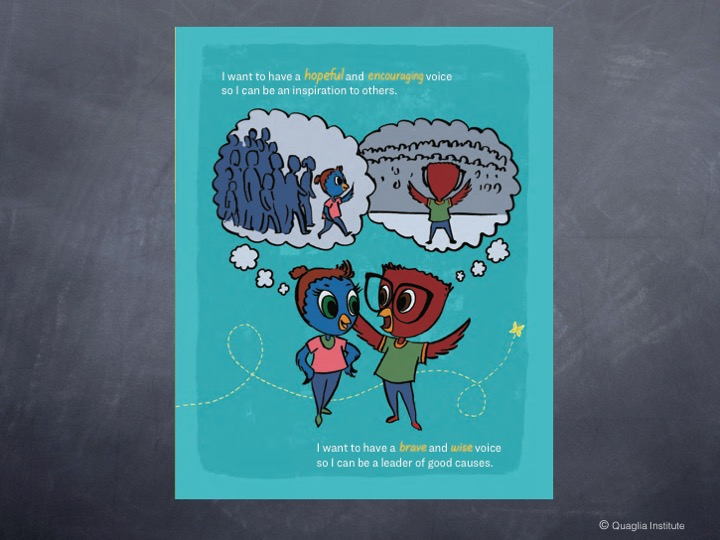 I want to have a hopeful and encouraging voice
so I can be an inspiration to others.
I want to have a brave and wise voice
so I can be a leader of good causes.
© Quaglia Institute